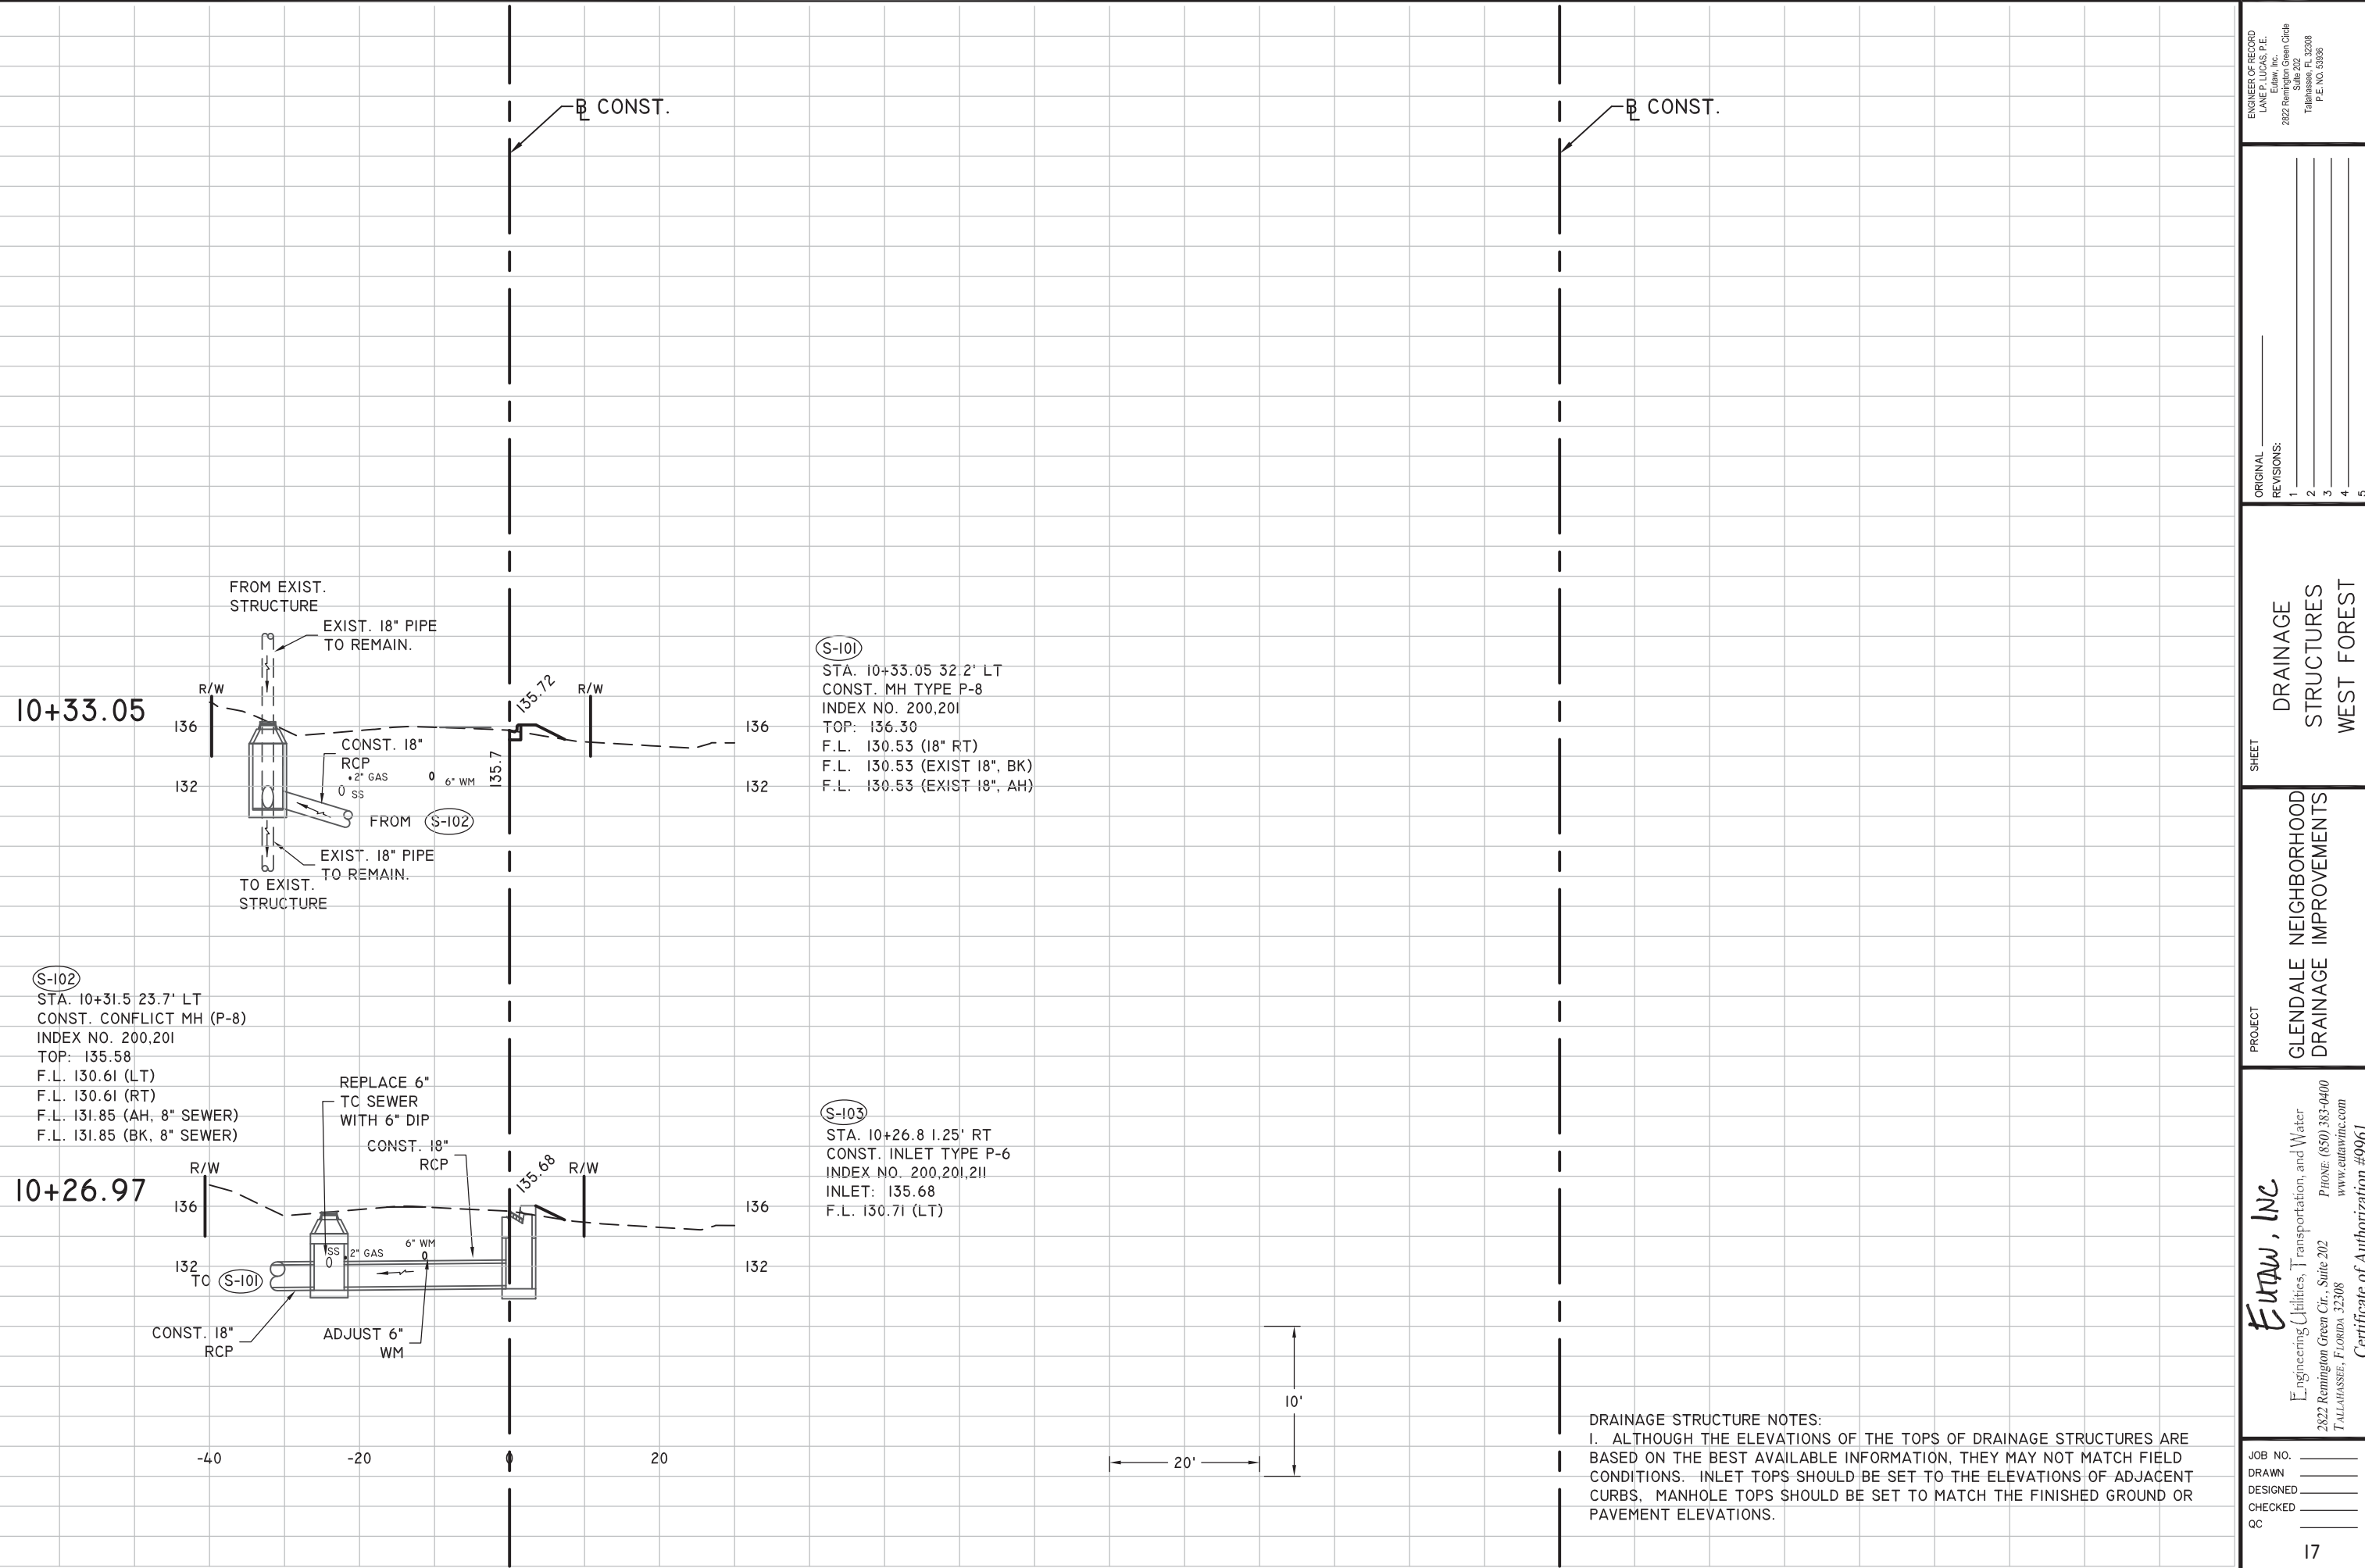 B CONST.
B CONST.
FROM EXIST.
STRUCTURE
EXIST. 18" PIPE
TO REMAIN.
10+33.05
R/W
135.72
R/W
136
136
CONST. 18"
RCP
2" GAS
6" WM
SS
135.7
132
132
FROM S-102
EXIST. 18" PIPE
TO REMAIN.
TO EXIST.
STRUCTURE
S-101
STA. 10+33.05 32.2' LT
CONST. MH TYPE P-8
INDEX NO. 200,201
TOP: 136.30
F.L. 130.53 (18" RT)
F.L. 130.53 (EXIST 18", BK)
F.L. 130.53 (EXIST 18", AH)
S-102
STA. 10+31.5 23.7' LT
CONST. CONFLICT MH (P-8)
INDEX NO. 200,201
TOP: 135.58
F.L. 130.61 (LT)
F.L. 130.61 (RT)
F.L. 131.85 (AH, 8" SEWER)
F.L. 131.85 (BK, 8" SEWER)
REPLACE 6"
TC SEWER
WITH 6" DIP
CONST. 18"
RCP
10+26.97
R/W
135.68
R/W
136
136
SS
2" GAS
6" WM
132
132
TO S-101
CONST. 18"
RCP
ADJUST 6"
WM
S-103
STA. 10+26.8 1.25' RT
CONST. INLET TYPE P-6
INDEX NO. 200,201,211
INLET: 135.68
F.L. 130.71 (LT)
-40
-20
0
20
20'
10'
DRAINAGE STRUCTURE NOTES:
1. ALTHOUGH THE ELEVATIONS OF THE TOPS OF DRAINAGE STRUCTURES ARE
BASED ON THE BEST AVAILABLE INFORMATION, THEY MAY NOT MATCH FIELD
CONDITIONS. INLET TOPS SHOULD BE SET TO THE ELEVATIONS OF ADJACENT
CURBS, MANHOLE TOPS SHOULD BE SET TO MATCH THE FINISHED GROUND OR
PAVEMENT ELEVATIONS.
ENGINEER OF RECORD
LANE P. LUCAS, P.E.
Eutaw, Inc.
2822 Remington Green Circle
Suite 202
Tallahassee, FL 32308
P.E. NO. 53936
ORIGINAL
REVISIONS:
1
2
3
4
5
SHEET
DRAINAGE
STRUCTURES
WEST FOREST
PROJECT
GLENDALE NEIGHBORHOOD
DRAINAGE IMPROVEMENTS
EUTAW, INC
Engineering Utilities, Transportation, and Water
2822 Remington Green Cir., Suite 202 PHONE: (850) 383-0400
TALLAHASSEE, FLORIDA 32308 www.eutawinc.com
Certificate of Authorization #9961
JOB NO.
DRAWN
DESIGNED
CHECKED
QC
17